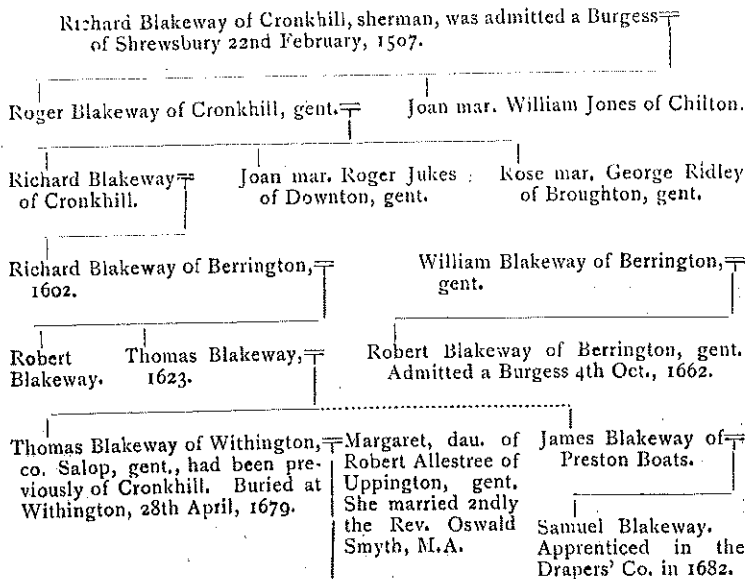 Richard Blakeway of Cronkhill, sherman, was admitted a Burgess
of Shrewsbury 22nd February, 1507.
Roger Blakeway of Cronkhill, gent.
Joan mar. William Jones of Chilton.
Richard Blakeway
of Cronkhill.
Joan mar. Roger Jukes
of Downton, gent.
Rose mar. George Ridley
of Broughton, gent.
Richard Blakeway of Berrington,
1602.
William Blakeway of Berrington,
gent.
Robert
Blakeway.
Thomas Blakeway,
1623.
Robert Blakeway of Berrington, gent.
Admitted a Burgess 4th Oct., 1662.
Thomas Blakeway of Withington,
co. Salop, gent., had been pre-
viously of Cronkhill. Buried at
Withington, 28th April, 1679.
Margaret, dau. of
Robert Allestree of
Uppington, gent.
She married 2ndly
the Rev. Oswald
Smyth, M.A.
James Blakeway of
Preston Boats.
Samuel Blakeway.
Apprenticed in the
Drapers' Co. in 1682.